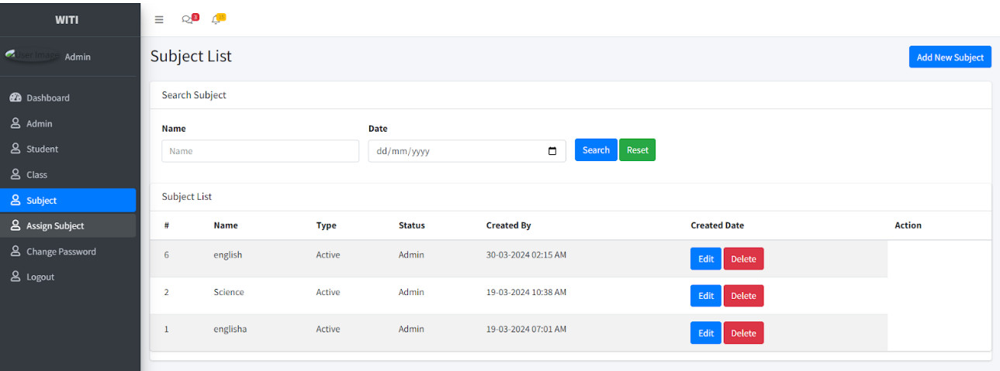 WITI
3 15
User Image Admin
Subject List
Add New Subject
Dashboard
Admin
Student
Class
Subject
Assign Subject
Change Password
Logout
Search Subject
Name Date
Name dd/mm/yyyy Search Reset
Subject List
# Name Type Status Created By Created Date Action
6 english Active Admin 30-03-2024 02:15 AM Edit Delete
2 Science Active Admin 19-03-2024 10:38 AM Edit Delete
1 englisha Active Admin 19-03-2024 07:01 AM Edit Delete